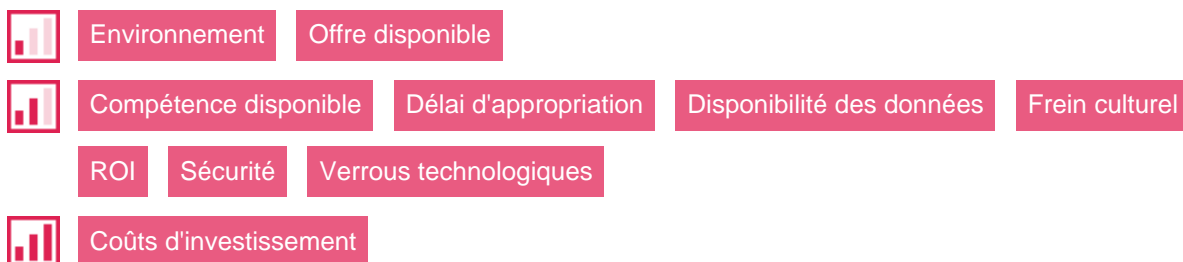 Environnement Offre disponible
Compétence disponible Délai d'appropriation Disponibilité des données Frein culturel
ROI Sécurité Verrous technologiques
Coûts d'investissement